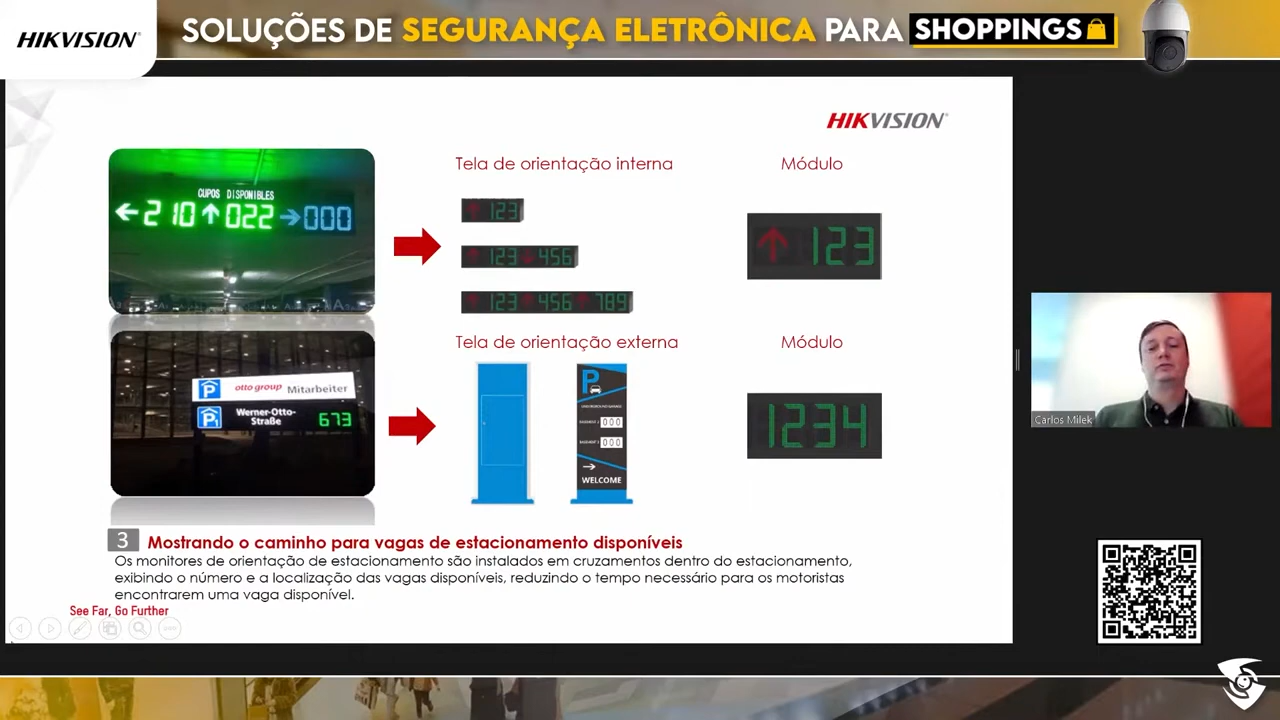 HIKVISION
SOLUÇÕES DE SEGURANÇA ELETRÔNICA PARA SHOPPINGS
HIKVISION
Tela de orientação interna
Módulo
CUPOS DISPONIBLES
←210↑022→000
↑123
↑123 456
↑123 456 ↑789
↑123
Tela de orientação externa
Módulo
P otto group Mitarbeiter
P Werner-Otto-
Straße 673
P
BASEMENT 2 000
000
→
WELCOME
1234
Carlos Milek
3 Mostrando o caminho para vagas de estacionamento disponíveis
Os monitores de orientação de estacionamento são instalados em cruzamentos dentro do estacionamento,
exibindo o número e a localização das vagas disponíveis, reduzindo o tempo necessário para os motoristas
encontrarem uma vaga disponível.
See Far, Go Further